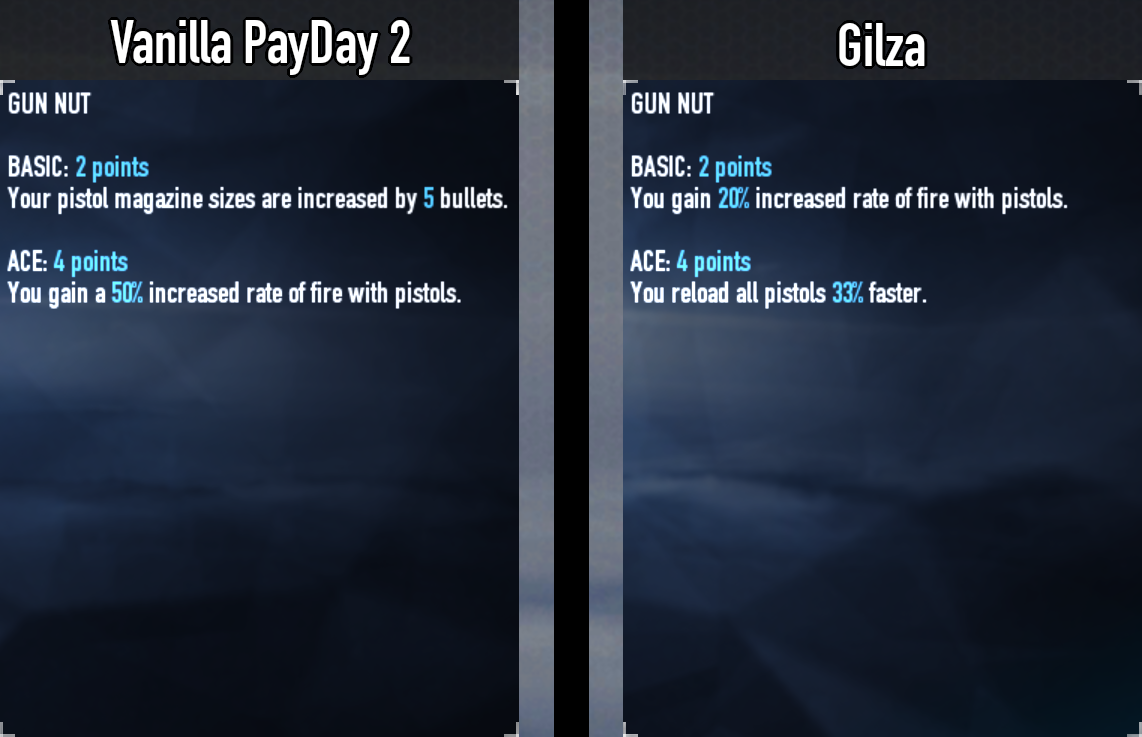 Vanilla PayDay 2
GUN NUT
BASIC: 2 points
Your pistol magazine sizes are increased by 5 bullets.
ACE: 4 points
You gain a 50% increased rate of fire with pistols.
Gilza
GUN NUT
BASIC: 2 points
You gain 20% increased rate of fire with pistols.
ACE: 4 points
You reload all pistols 33% faster.